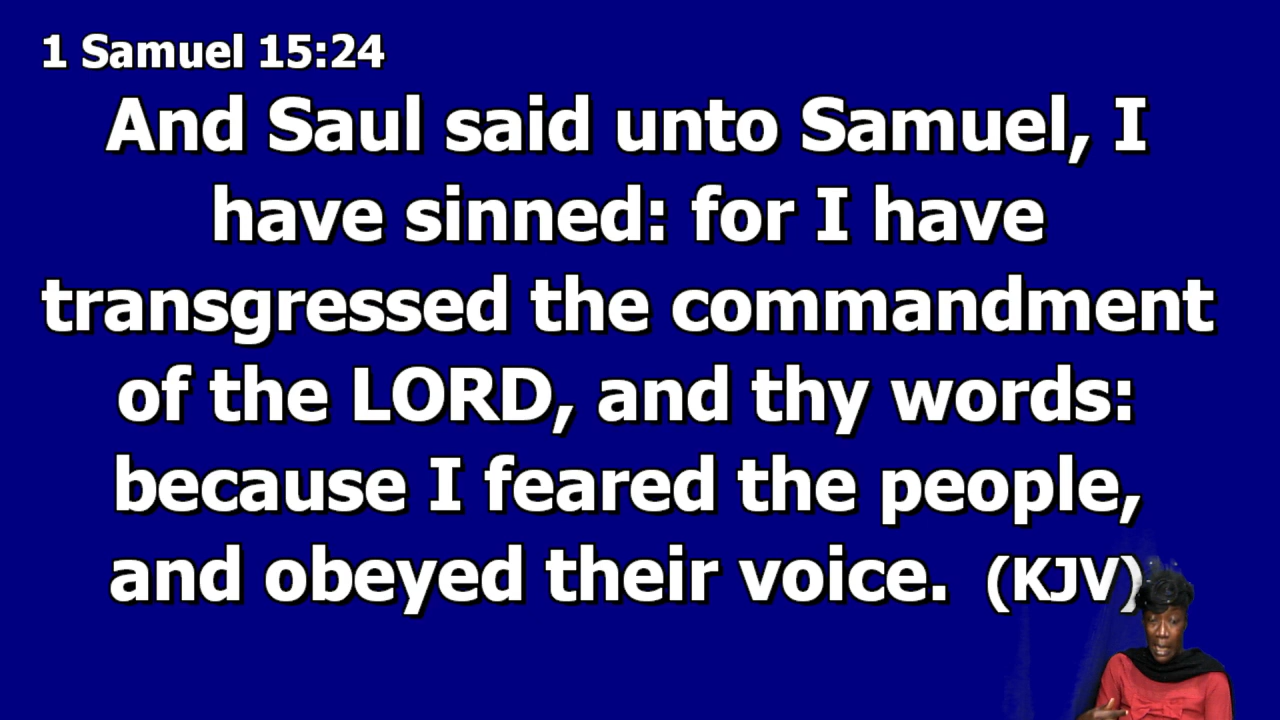 1 Samuel 15:24
And Saul said unto Samuel, I
have sinned: for I have
transgressed the commandment
of the LORD, and thy words:
because I feared the people,
and obeyed their voice. (KJV)